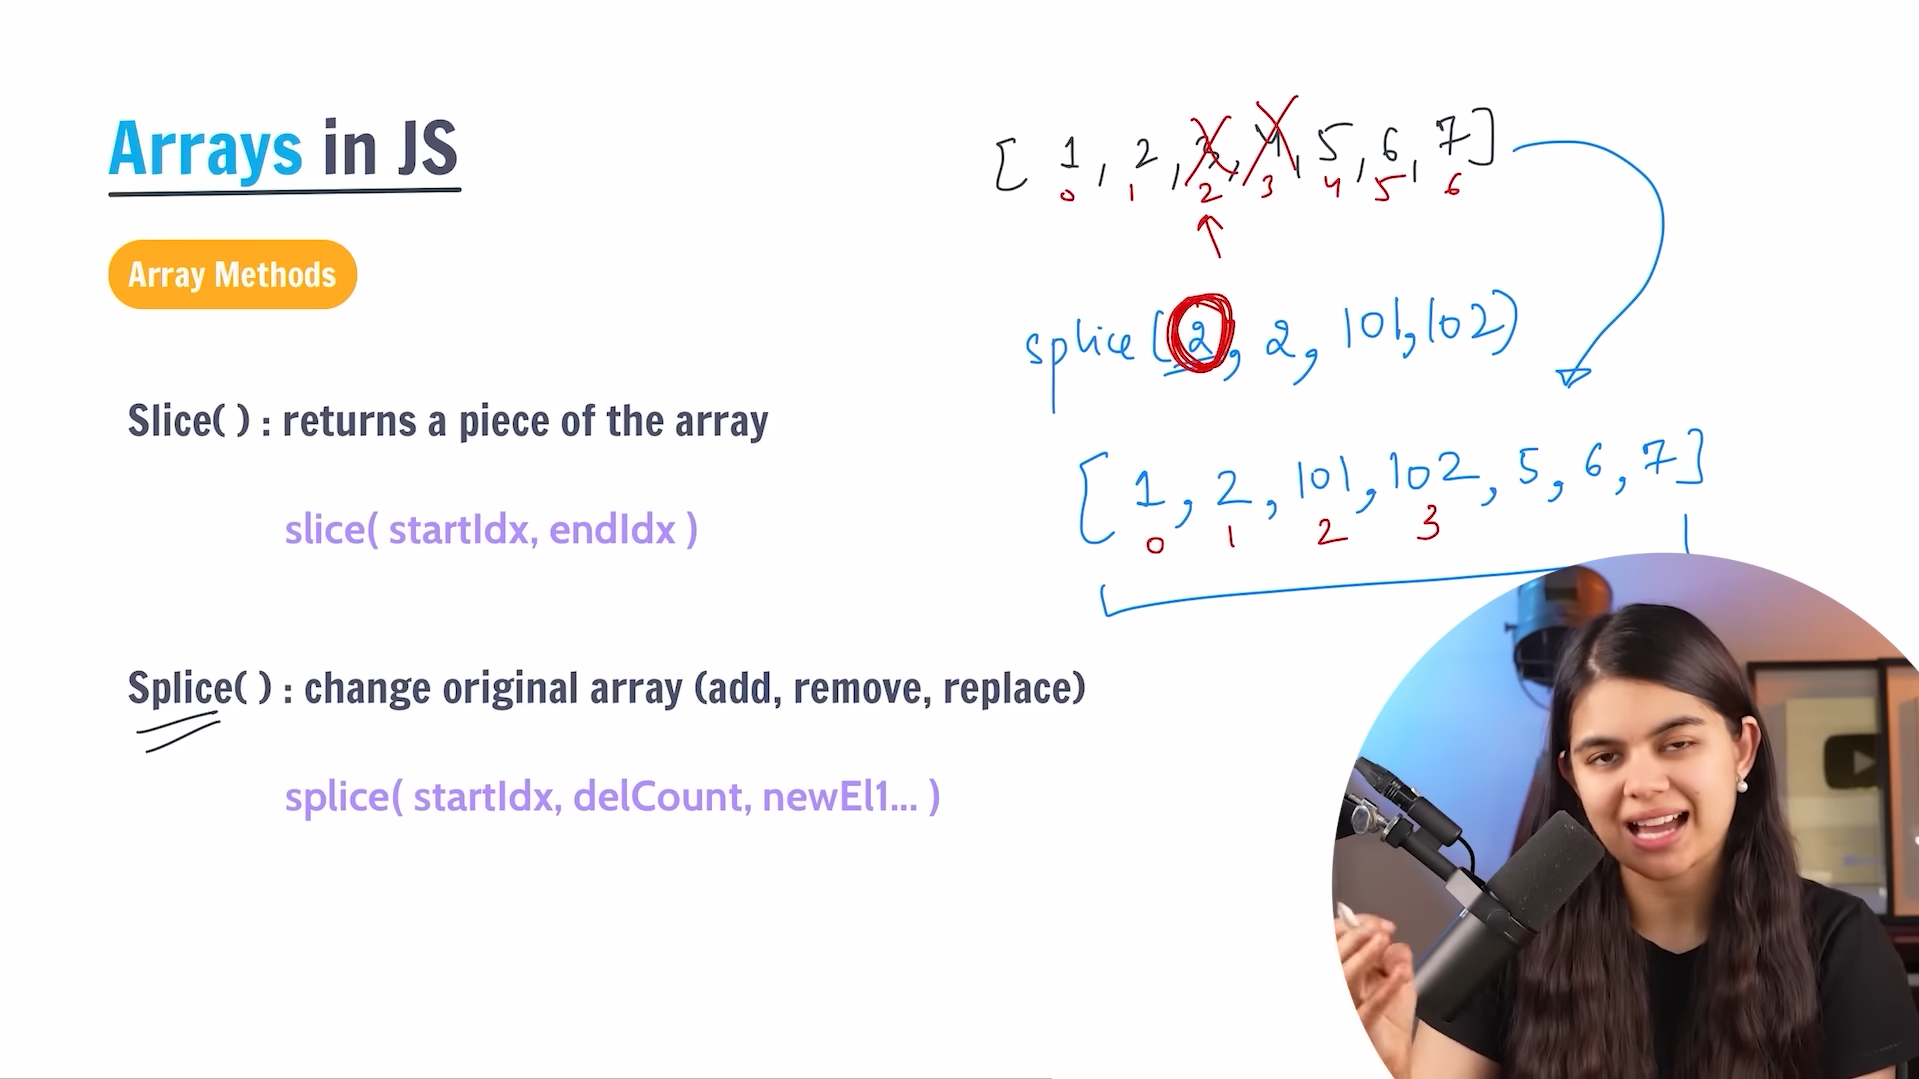 Arrays in JS
Array Methods
Slice( ) : returns a piece of the array
slice( startIdx, endIdx )
Splice( ) : change original array (add, remove, replace)
splice( startIdx, delCount, newEl1... )
[ 1 , 2 , 3 , 4 , 5 , 6 , 7 ]
0 1 2 3 4 5 6
splice ( 2 , 2 , 101 , 102 )
[ 1 , 2 , 101 , 102 , 5 , 6 , 7 ]
0 1 2 3